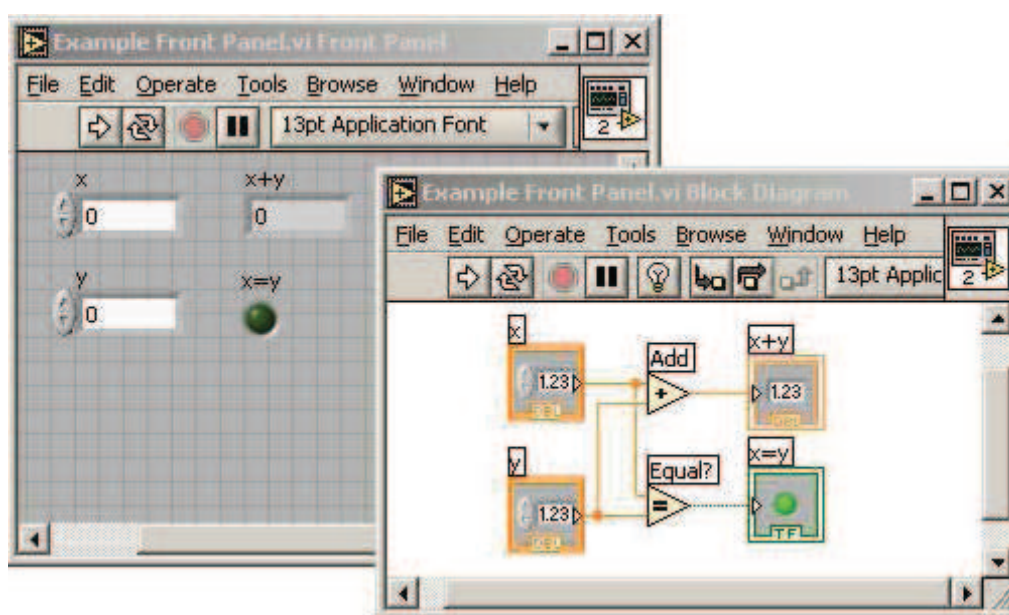 Example Front Panel.vi Front Panel
File Edit Operate Tools Browse Window Help
13pt Application Font
2
x
0
x+y
0
y
0
x=y
Example Front Panel.vi Block Diagram
File Edit Operate Tools Browse Window Help
13pt Applic
2
x
1.23
DBL
Add
+
x+y
1.23
DBL
y
1.23
DBL
Equal?
=
x=y
TF